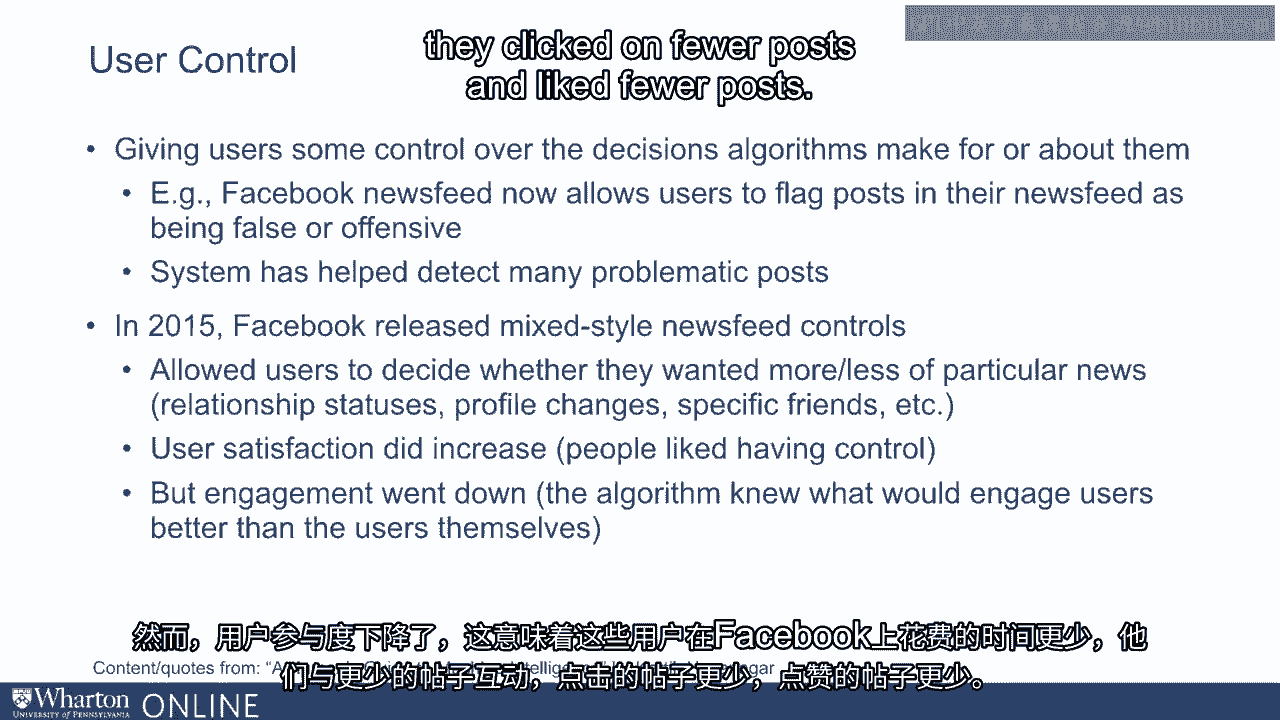 they clicked on fewer posts
and liked fewer posts.
User Control
• Giving users some control over the decisions algorithms make for or about them
• E.g., Facebook newsfeed now allows users to flag posts in their newsfeed as
being false or offensive
• System has helped detect many problematic posts
• In 2015, Facebook released mixed-style newsfeed controls
• Allowed users to decide whether they wanted more/less of particular news
(relationship statuses, profile changes, specific friends, etc.)
• User satisfaction did increase (people liked having control)
• But engagement went down (the algorithm knew what would engage users
better than the users themselves)
然而，用户参与度下降了，这意味着这些用户在Facebook上花费的时间更少，他
们与更少的帖子互动，点击的帖子更少，点赞的帖子更少。
Content/quotes from:
Wharton ONLINE
UNIVERSITY of PENNSYLVANIA